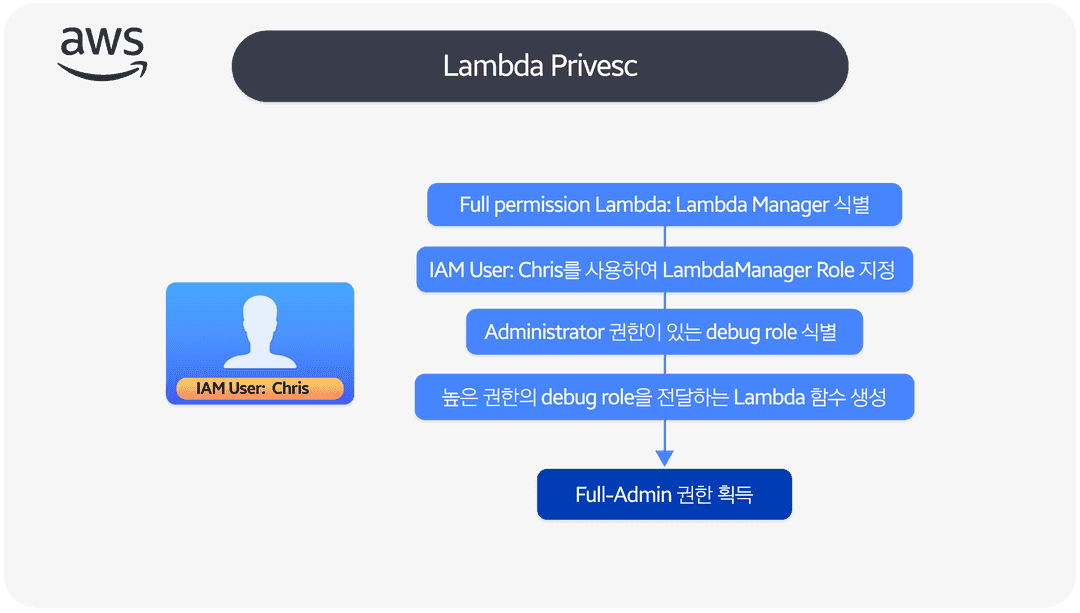 aws
Lambda Privesc
Full permission Lambda: Lambda Manager 식별
IAM User: Chris를 사용하여 LambdaManager Role 지정
Administrator 권한이 있는 debug role 식별
IAM User: Chris
높은 권한의 debug role을 전달하는 Lambda 함수 생성
Full-Admin 권한 획득